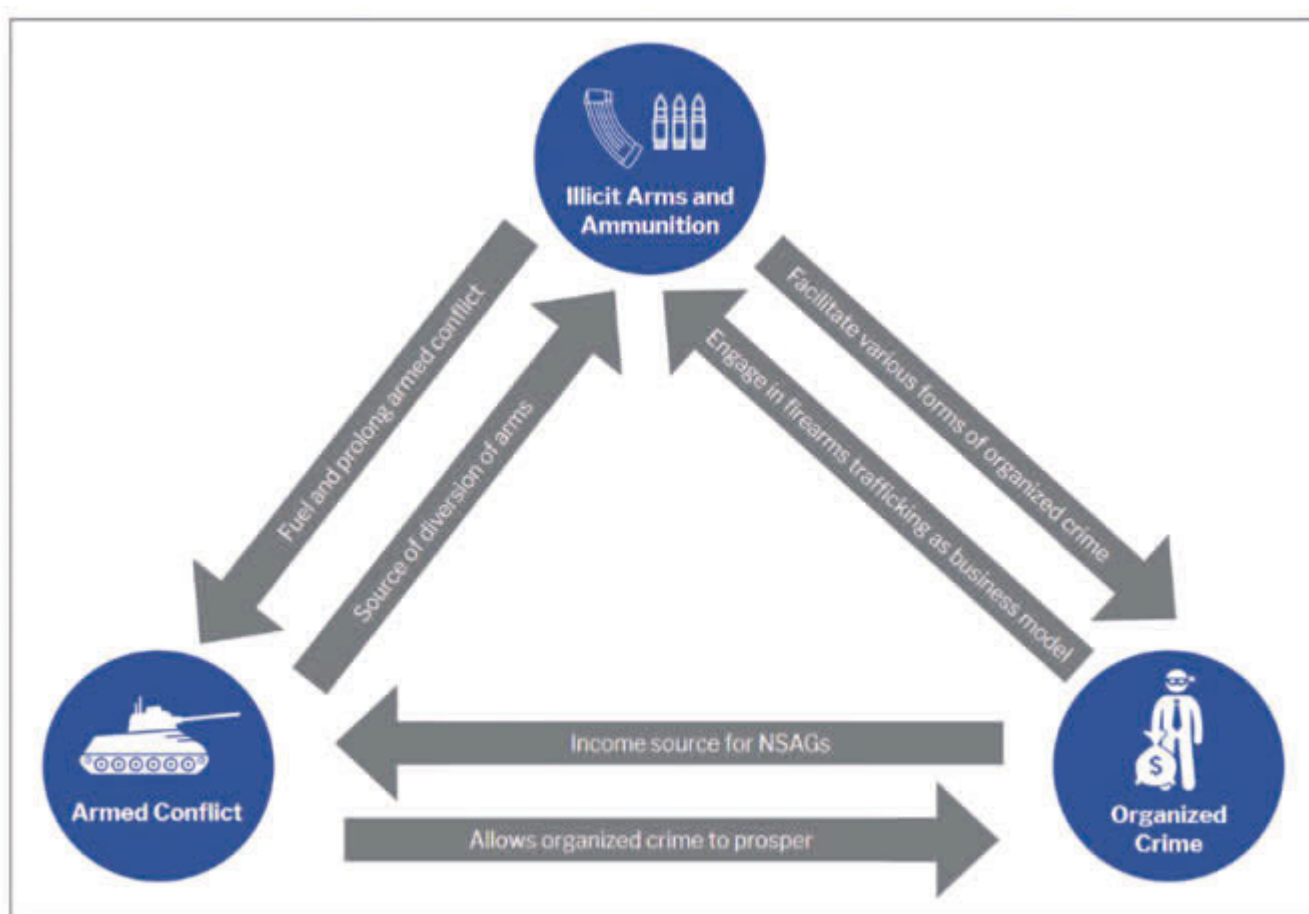 Illicit Arms and
Ammunition
Fuel and prolong armed conflict
Source of diversion of arms
Facilitate various forms of organized crime
Engage in firearms trafficking as business model
Income source for NSAGs
Allows organized crime to prosper
Armed Conflict
$
Organized
Crime